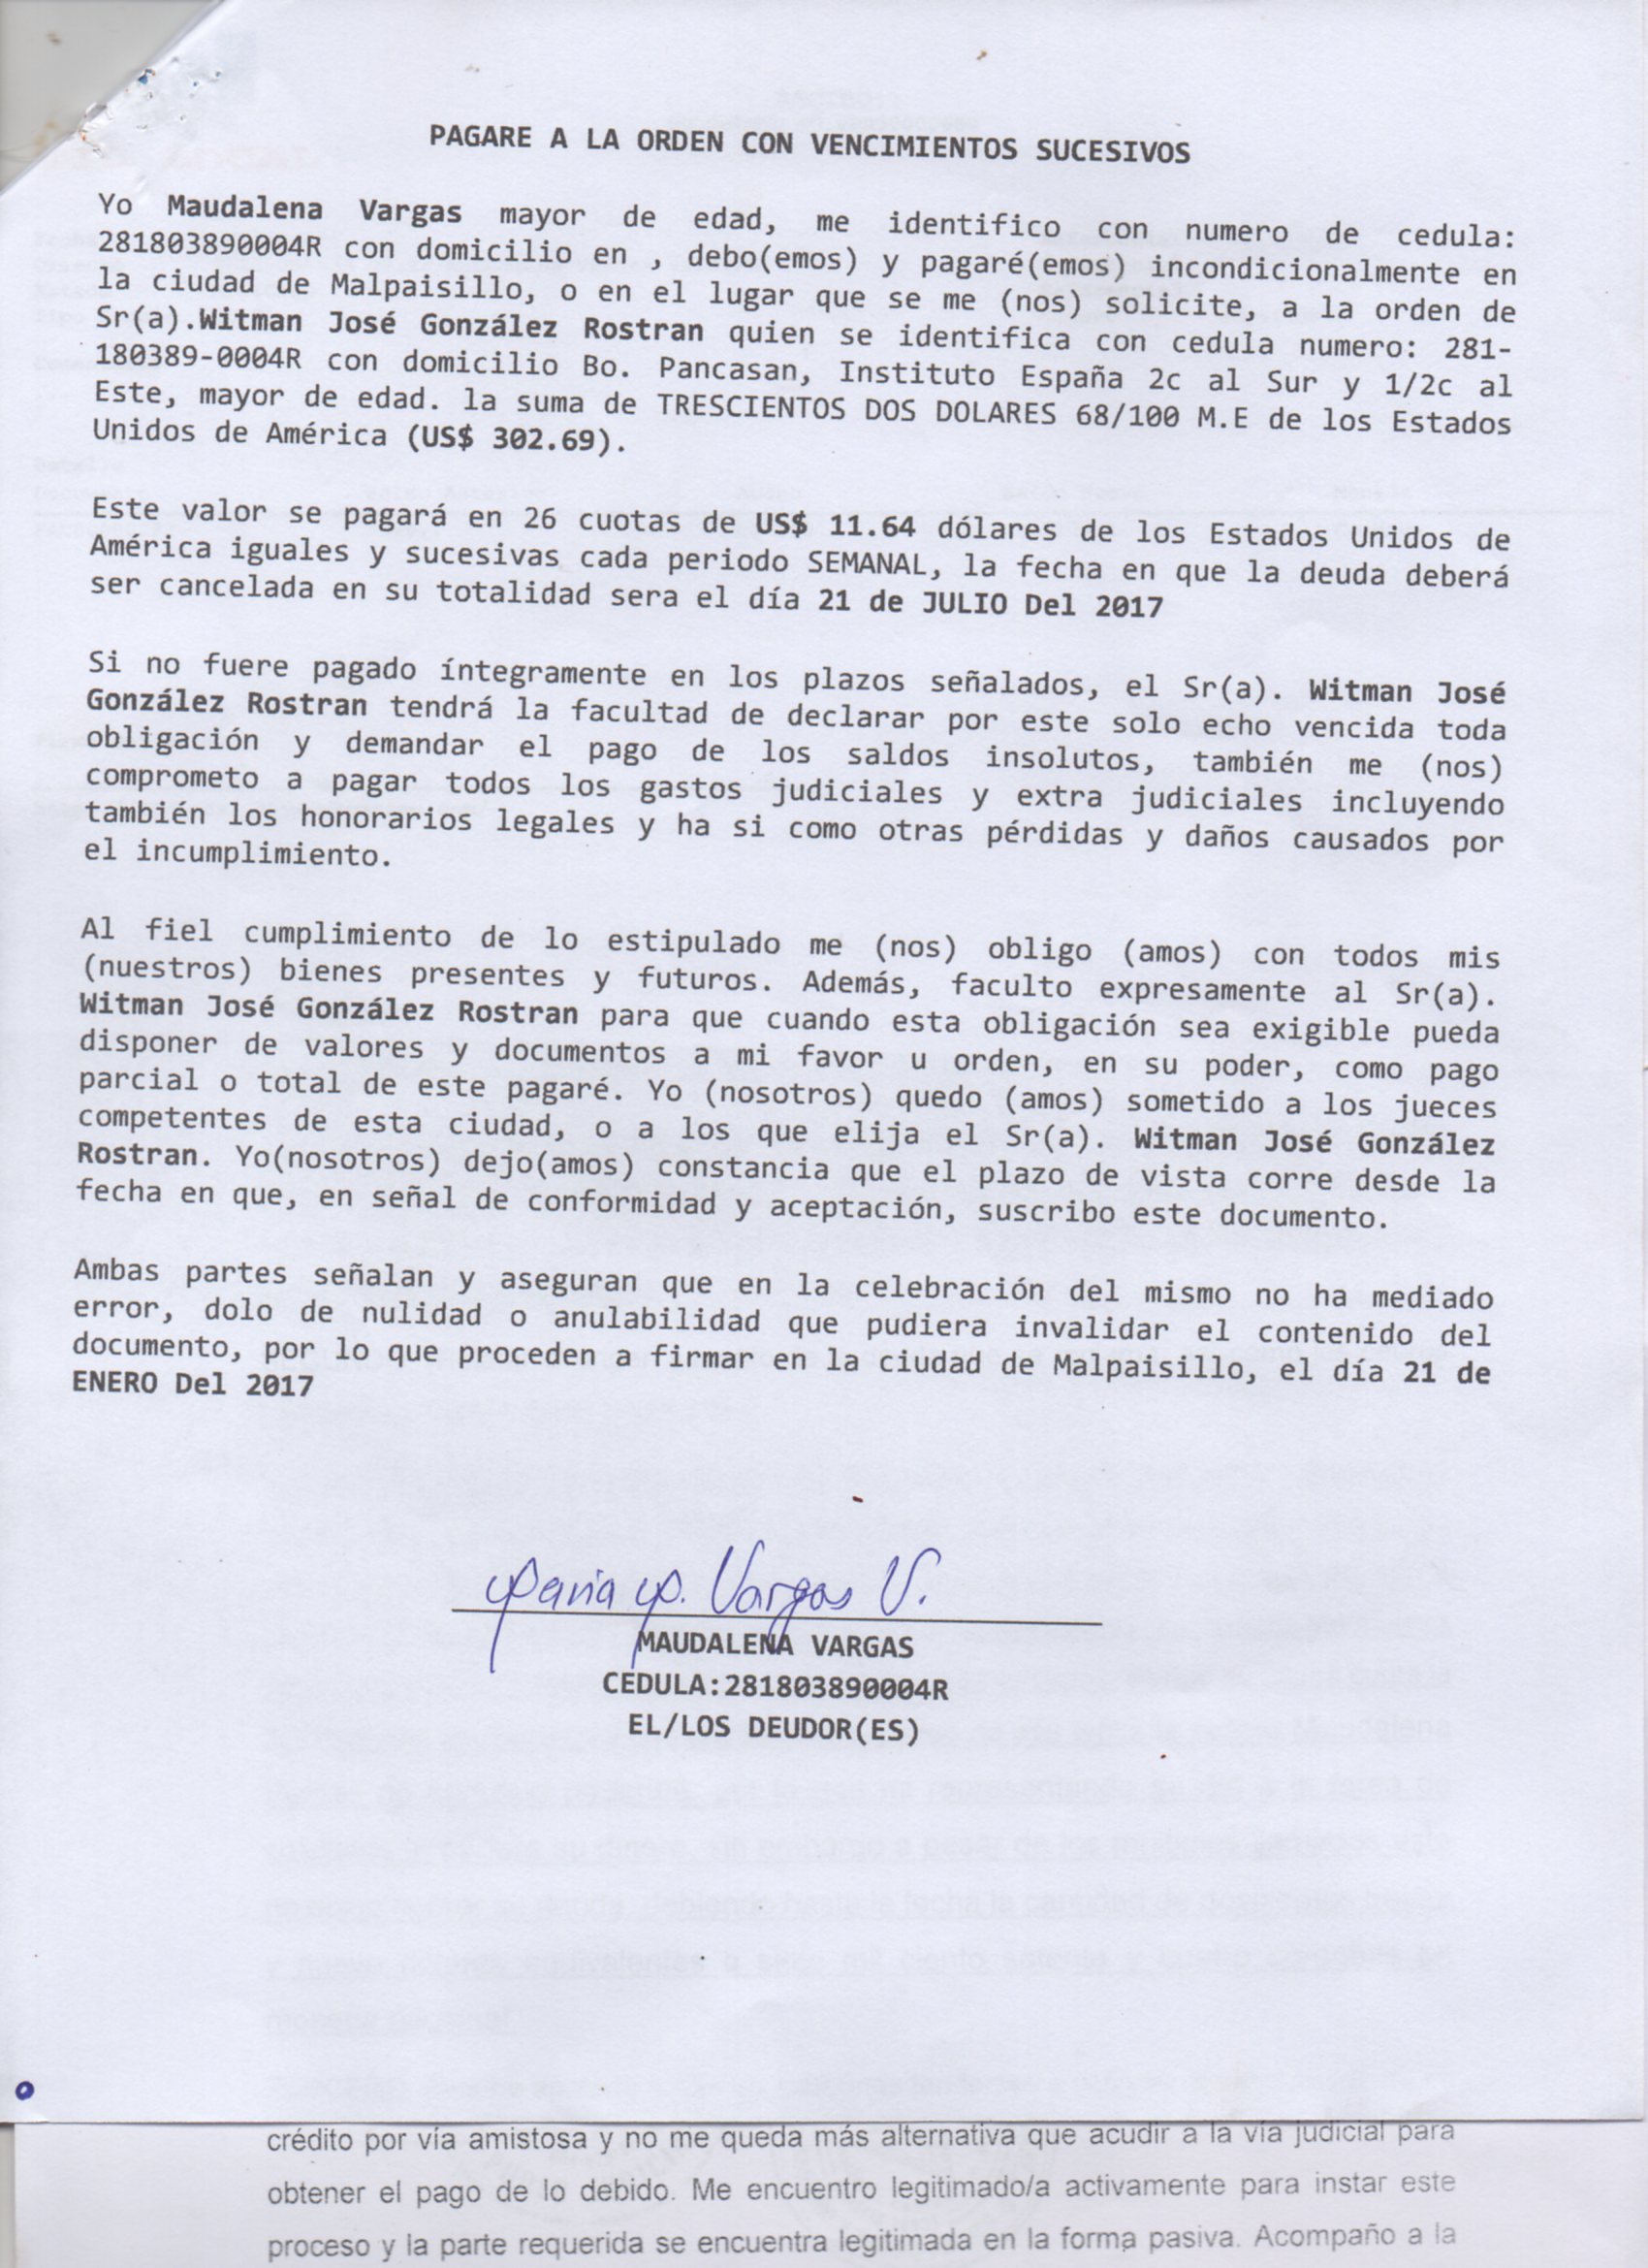 PAGARE A LA ORDEN CON VENCIMIENTOS SUCESIVOS
Yo Maudalena Vargas mayor de edad, me identifico con numero de cedula:
281803890004R con domicilio en , debo(emos) y pagaré(emos) incondicionalmente en
la ciudad de Malpaisillo, o en el lugar que se me (nos) solicite, a la orden de
Sr(a).Witman José González Rostran quien se identifica con cedula numero: 281-
180389-0004R con domicilio Bo. Pancasan, Instituto España 2c al Sur y 1/2c al
Este, mayor de edad. la suma de TRESCIENTOS DOS DOLARES 68/100 M.E de los Estados
Unidos de América (US$ 302.69).
Este valor se pagará en 26 cuotas de US$ 11.64 dólares de los Estados Unidos de
América iguales y sucesivas cada periodo SEMANAL, la fecha en que la deuda deberá
ser cancelada en su totalidad sera el día 21 de JULIO Del 2017
Si no fuere pagado íntegramente en los plazos señalados, el Sr(a). Witman José
González Rostran tendrá la facultad de declarar por este solo echo vencida toda
obligación y demandar el pago de los saldos insolutos, también me (nos)
comprometo a pagar todos los gastos judiciales y extra judiciales incluyendo
también los honorarios legales y ha si como otras pérdidas y daños causados por
el incumplimiento.
Al fiel cumplimiento de lo estipulado me (nos) obligo (amos) con todos mis
(nuestros) bienes presentes y futuros. Además, faculto expresamente al Sr(a).
Witman José González Rostran para que cuando esta obligación sea exigible pueda
disponer de valores y documentos a mi favor u orden, en su poder, como pago
parcial o total de este pagaré. Yo (nosotros) quedo (amos) sometido a los jueces
competentes de esta ciudad, o a los que elija el Sr(a). Witman José González
Rostran. Yo(nosotros) dejo(amos) constancia que el plazo de vista corre desde la
fecha en que, en señal de conformidad y aceptación, suscribo este documento.
Ambas partes señalan y aseguran que en la celebración del mismo no ha mediado
error, dolo de nulidad o anulabilidad que pudiera invalidar el contenido del
documento, por lo que proceden a firmar en la ciudad de Malpaisillo, el día 21 de
ENERO Del 2017
Maria M. Vargas V.
MAUDALENA VARGAS
CEDULA:281803890004R
EL/LOS DEUDOR(ES)
crédito por vía amistosa y no me queda más alternativa que acudir a la vía judicial para
obtener el pago de lo debido. Me encuentro legitimado/a activamente para instar este
proceso y la parte requerida se encuentra legitimada en la forma pasiva. Acompaño a la